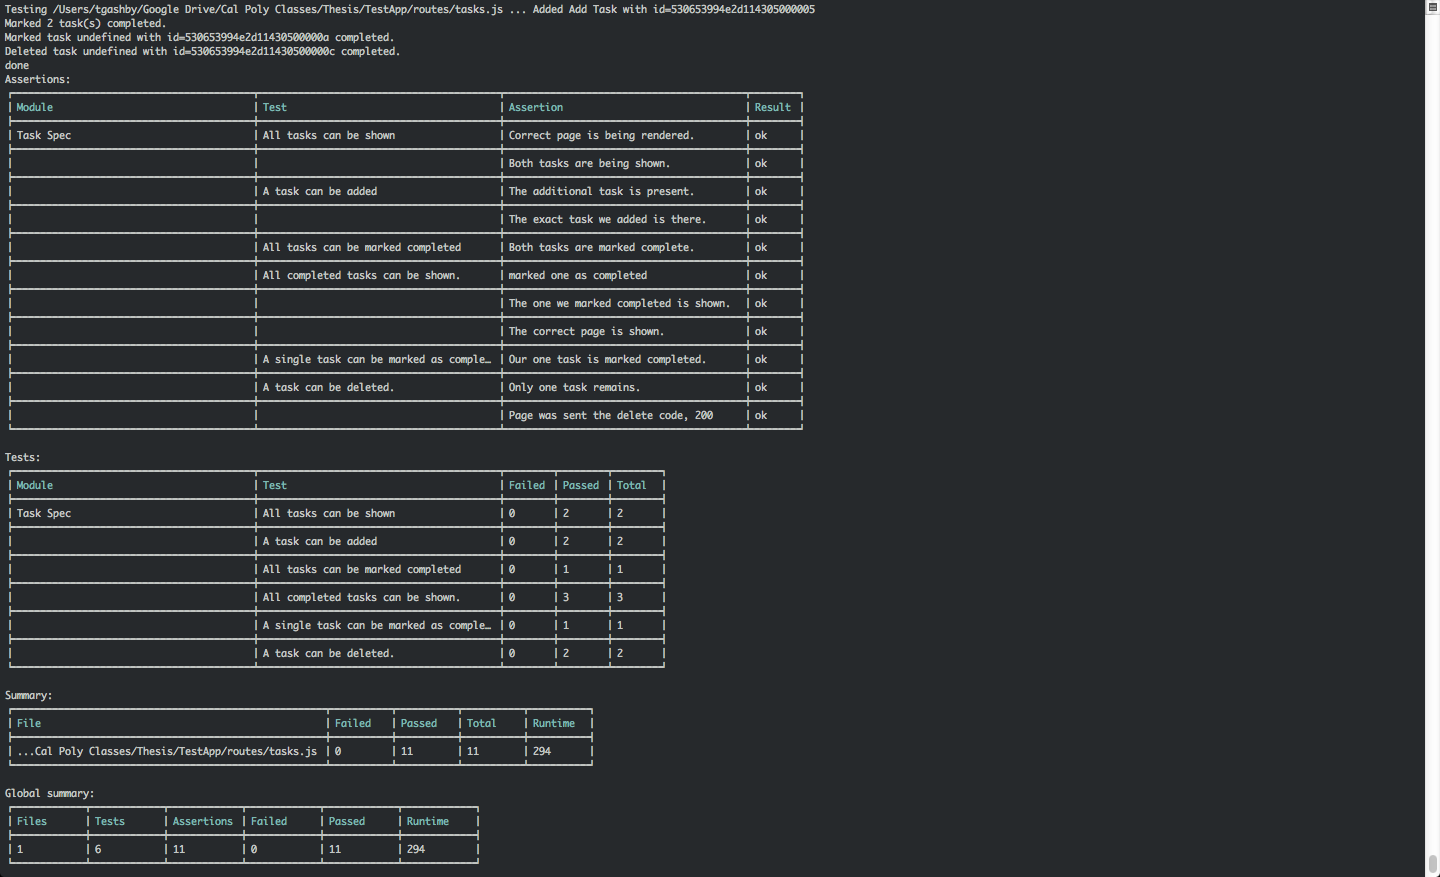 Testing /Users/tgashby/Google Drive/Cal Poly Classes/Thesis/TestApp/routes/tasks.js ... Added Add Task with id=530653994e2d114305000005
Marked 2 task(s) completed.
Marked task undefined with id=530653994e2d11430500000a completed.
Deleted task undefined with id=530653994e2d11430500000c completed.
done
Assertions:
Module Test Assertion Result
Task Spec All tasks can be shown Correct page is being rendered. ok
Both tasks are being shown. ok
A task can be added The additional task is present. ok
The exact task we added is there. ok
All tasks can be marked completed Both tasks are marked complete. ok
All completed tasks can be shown. marked one as completed ok
The one we marked completed is shown. ok
The correct page is shown. ok
A single task can be marked as comple… Our one task is marked completed. ok
A task can be deleted. Only one task remains. ok
Page was sent the delete code, 200 ok
Tests:
Module Test Failed Passed Total
Task Spec All tasks can be shown 0 2 2
A task can be added 0 2 2
All tasks can be marked completed 0 1 1
All completed tasks can be shown. 0 3 3
A single task can be marked as comple… 0 1 1
A task can be deleted. 0 2 2
Summary:
File Failed Passed Total Runtime
...Cal Poly Classes/Thesis/TestApp/routes/tasks.js 0 11 11 294
Global summary:
Files Tests Assertions Failed Passed Runtime
1 6 11 0 11 294